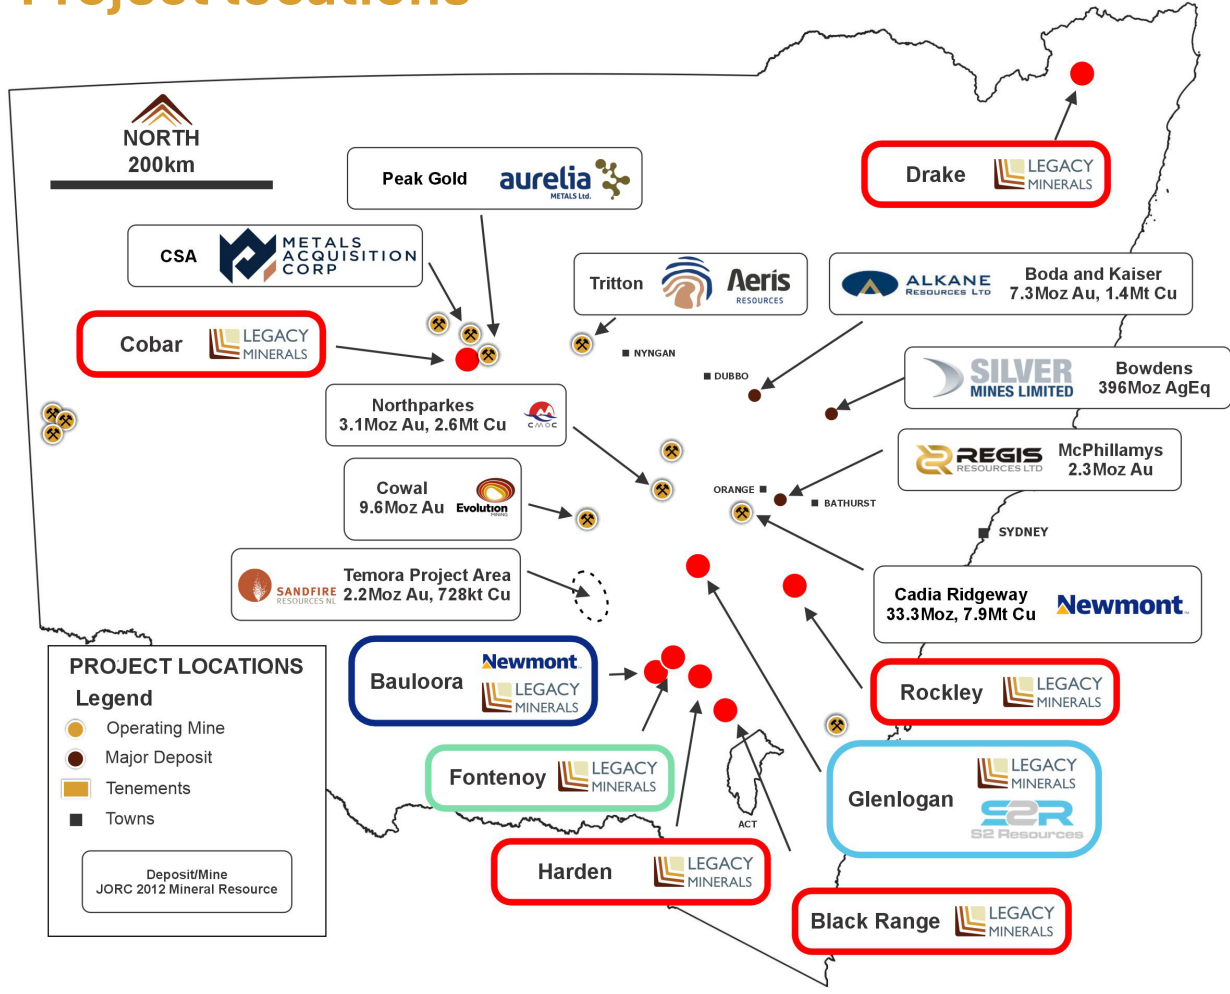 Project locations
NORTH
200km
Peak Gold
aurelia
METALS Ltd.
CSA
METALS
ACQUISITION
CORP
Cobar
LEGACY
MINERALS
Drake
LEGACY
MINERALS
Tritton
Aeris
RESOURCES
ALKANE
RESOURCES LTD
Boda and Kaiser
7.3Moz Au, 1.4Mt Cu
NYNGAN
DUBBO
SILVER
MINES LIMITED
Bowdens
396Moz AgEq
Northparkes
3.1Moz Au, 2.6Mt Cu
CMOC
REGIS
RESOURCES LTD
McPhillamys
2.3Moz Au
Cowal
9.6Moz Au
Evolution
MINING
ORANGE
BATHURST
SYDNEY
SANDFIRE
RESOURCES NL
Temora Project Area
2.2Moz Au, 728kt Cu
Cadia Ridgeway
33.3Moz, 7.9Mt Cu
Newmont
Bauloora
Newmont
LEGACY
MINERALS
Rockley
LEGACY
MINERALS
Fontenoy
LEGACY
MINERALS
Glenlogan
LEGACY
MINERALS
S2R
S2 Resources
ACT
Harden
LEGACY
MINERALS
Black Range
LEGACY
MINERALS
PROJECT LOCATIONS
Legend
Operating Mine
Major Deposit
Tenements
Towns
Deposit/Mine
JORC 2012 Mineral Resource